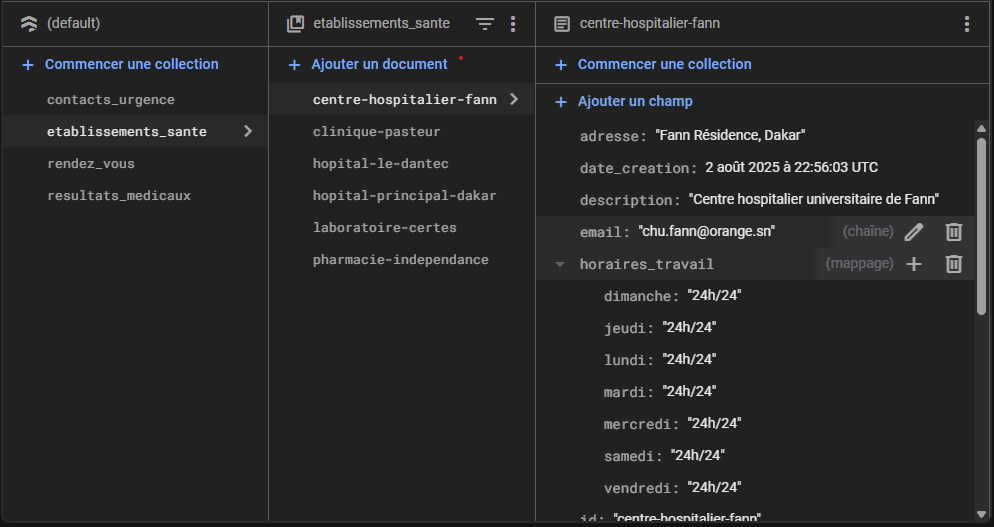 (default)
Commencer une collection
contacts_urgence
etablissements_sante
rendez_vous
resultats_medicaux
etablissements_sante
Ajouter un document
centre-hospitalier-fann
clinique-pasteur
hopital-le-dantec
hopital-principal-dakar
laboratoire-certes
pharmacie-independance
centre-hospitalier-fann
Commencer une collection
Ajouter un champ
adresse: "Fann Résidence, Dakar"
date_creation: 2 août 2025 à 22:56:03 UTC
description: "Centre hospitalier universitaire de Fann"
email: "chu.fann@orange.sn" (chaîne)
horaires_travail (mappage)
dimanche: "24h/24"
jeudi: "24h/24"
lundi: "24h/24"
mardi: "24h/24"
mercredi: "24h/24"
samedi: "24h/24"
vendredi: "24h/24"
id: "centre-hospitalier-fann"